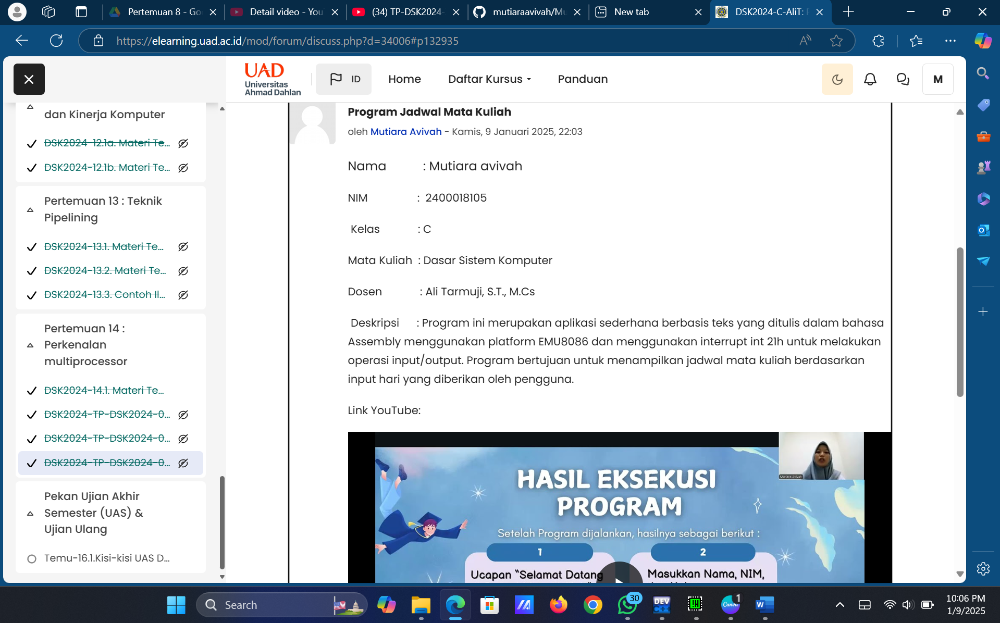 Pertemuan 8 - Go
Detail video - You
(34) TP-DSK2024-
mutiaraavivah/Mu
New tab
DSK2024-C-AliT: P
https://elearning.uad.ac.id/mod/forum/discuss.php?d=34006#p132935
UAD
Universitas
Ahmad Dahlan
ID
Home
Daftar Kursus
Panduan
M
dan Kinerja Komputer
DSK2024-12.1a. Materi Te...
DSK2024-12.1b. Materi Te...
Pertemuan 13 : Teknik
Pipelining
DSK2024-13.1. Materi Te...
DSK2024-13.2. Materi Te...
DSK2024-13.3. Contoh Il...
Pertemuan 14 :
Perkenalan
multiprocessor
DSK2024-14.1. Materi Te...
DSK2024-TP-DSK2024-0...
DSK2024-TP-DSK2024-0...
DSK2024-TP-DSK2024-0...
Pekan Ujian Akhir
Semester (UAS) &
Ujian Ulang
Temu-16.1.Kisi-kisi UAS D...
Program Jadwal Mata Kuliah
oleh Mutiara Avivah - Kamis, 9 Januari 2025, 22:03
Nama : Mutiara avivah
NIM : 2400018105
Kelas : C
Mata Kuliah : Dasar Sistem Komputer
Dosen : Ali Tarmuji, S.T., M.Cs
Deskripsi : Program ini merupakan aplikasi sederhana berbasis teks yang ditulis dalam bahasa
Assembly menggunakan platform EMU8086 dan menggunakan interrupt int 21h untuk melakukan
operasi input/output. Program bertujuan untuk menampilkan jadwal mata kuliah berdasarkan
input hari yang diberikan oleh pengguna.
Link YouTube:
Mutiara Avivah
HASIL EKSEKUSI
PROGRAM
Setelah Program dijalankan, hasilnya sebagai berikut :
1
2
Ucapan "Selamat Datang
Masukkan Nama, NIM,
Search
30
DEV
C++
Canva
1
W
10:06 PM
1/9/2025